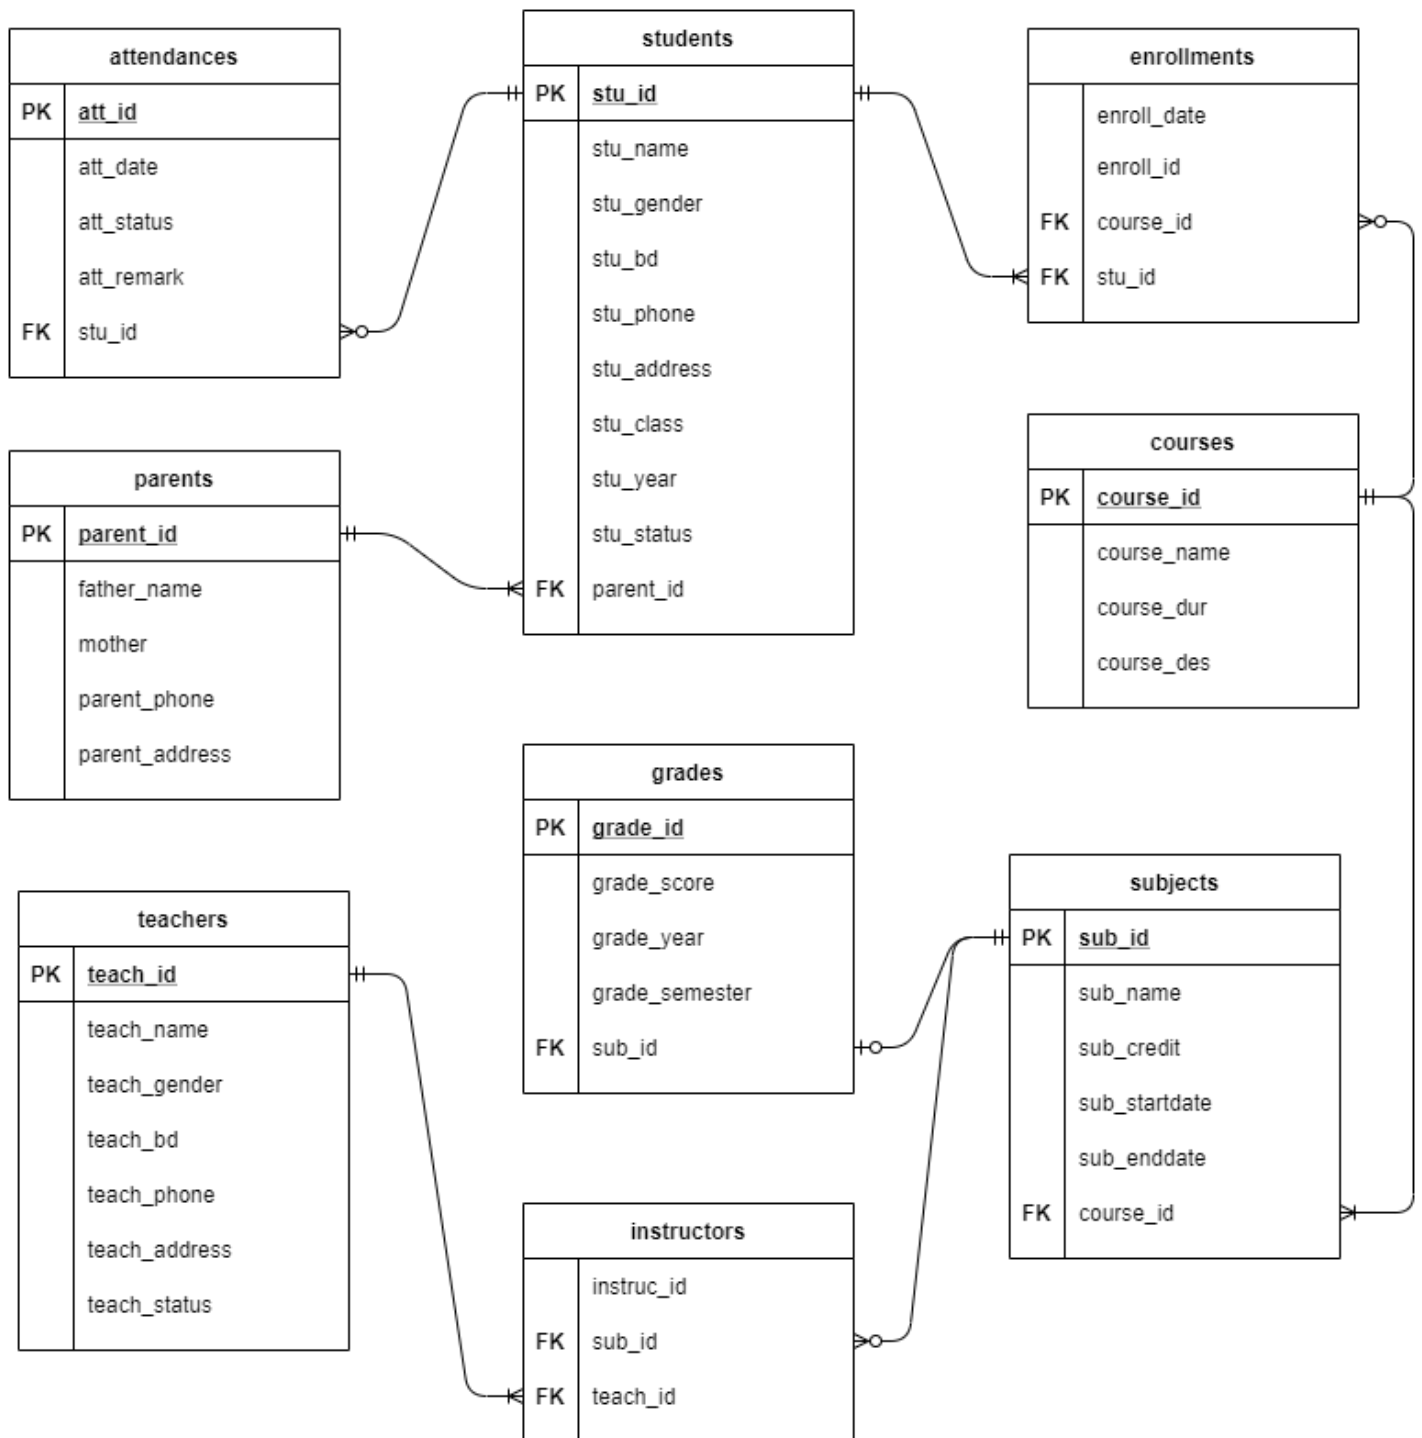 attendances
PK att_id
att_date
att_status
att_remark
FK stu_id
students
PK stu_id
stu_name
stu_gender
stu_bd
stu_phone
stu_address
stu_class
stu_year
stu_status
FK parent_id
enrollments
enroll_date
enroll_id
FK course_id
FK stu_id
parents
PK parent_id
father_name
mother
parent_phone
parent_address
courses
PK course_id
course_name
course_dur
course_des
grades
PK grade_id
grade_score
grade_year
grade_semester
FK sub_id
subjects
PK sub_id
sub_name
sub_credit
sub_startdate
sub_enddate
FK course_id
teachers
PK teach_id
teach_name
teach_gender
teach_bd
teach_phone
teach_address
teach_status
instructors
instruc_id
FK sub_id
FK teach_id